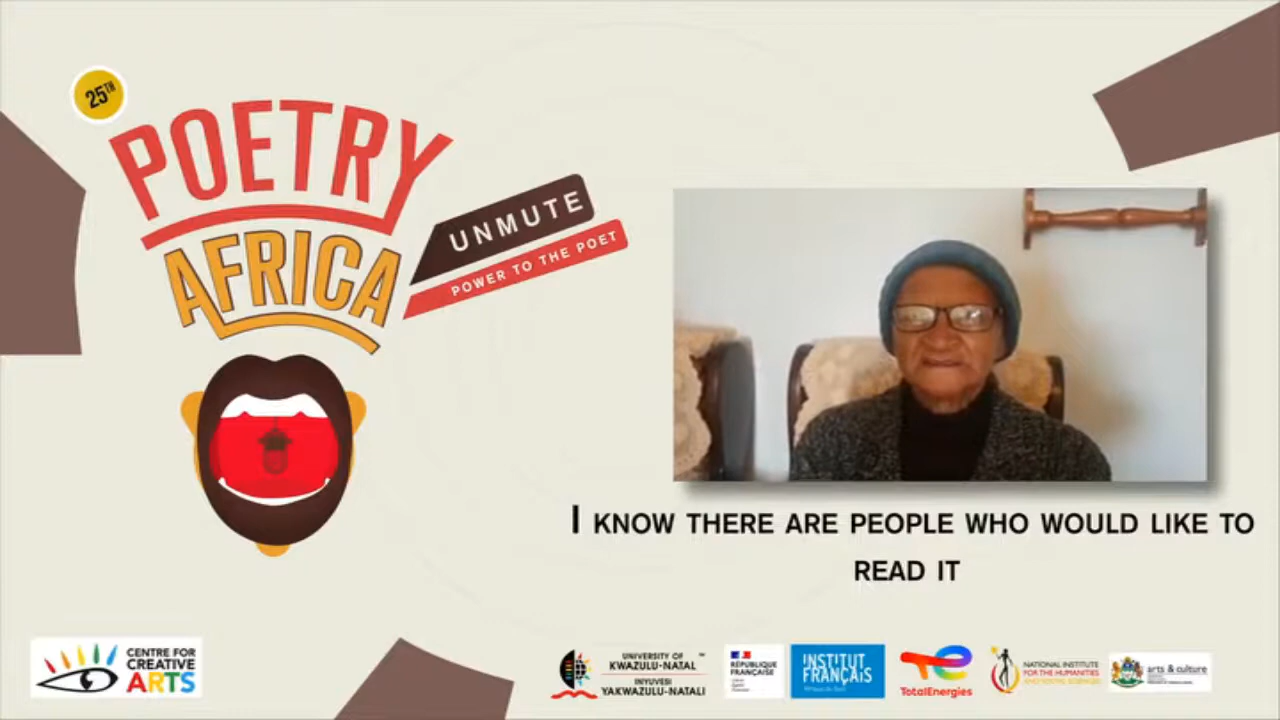 25TH
POETRY
AFRICA
UNMUTE
POWER TO THE POET
I KNOW THERE ARE PEOPLE WHO WOULD LIKE TO
READ IT
CENTRE FOR
CREATIVE
ARTS
UNIVERSITY OF ™
KWAZULU-NATAL
INYUVESI
YAKWAZULU-NATALI
RÉPUBLIQUE
FRANÇAISE
INSTITUT
FRANÇAIS
TotalEnergies
NATIONAL INSTITUTE
FOR THE HUMANITIES
AND SOCIAL SCIENCES
arts & culture